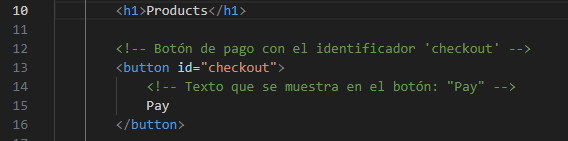 10 <h1>Products</h1>
11
12 <!-- Botón de pago con el identificador 'checkout' -->
13 <button id="checkout">
14 <!-- Texto que se muestra en el botón: "Pay" -->
15 Pay
16 </button>
17